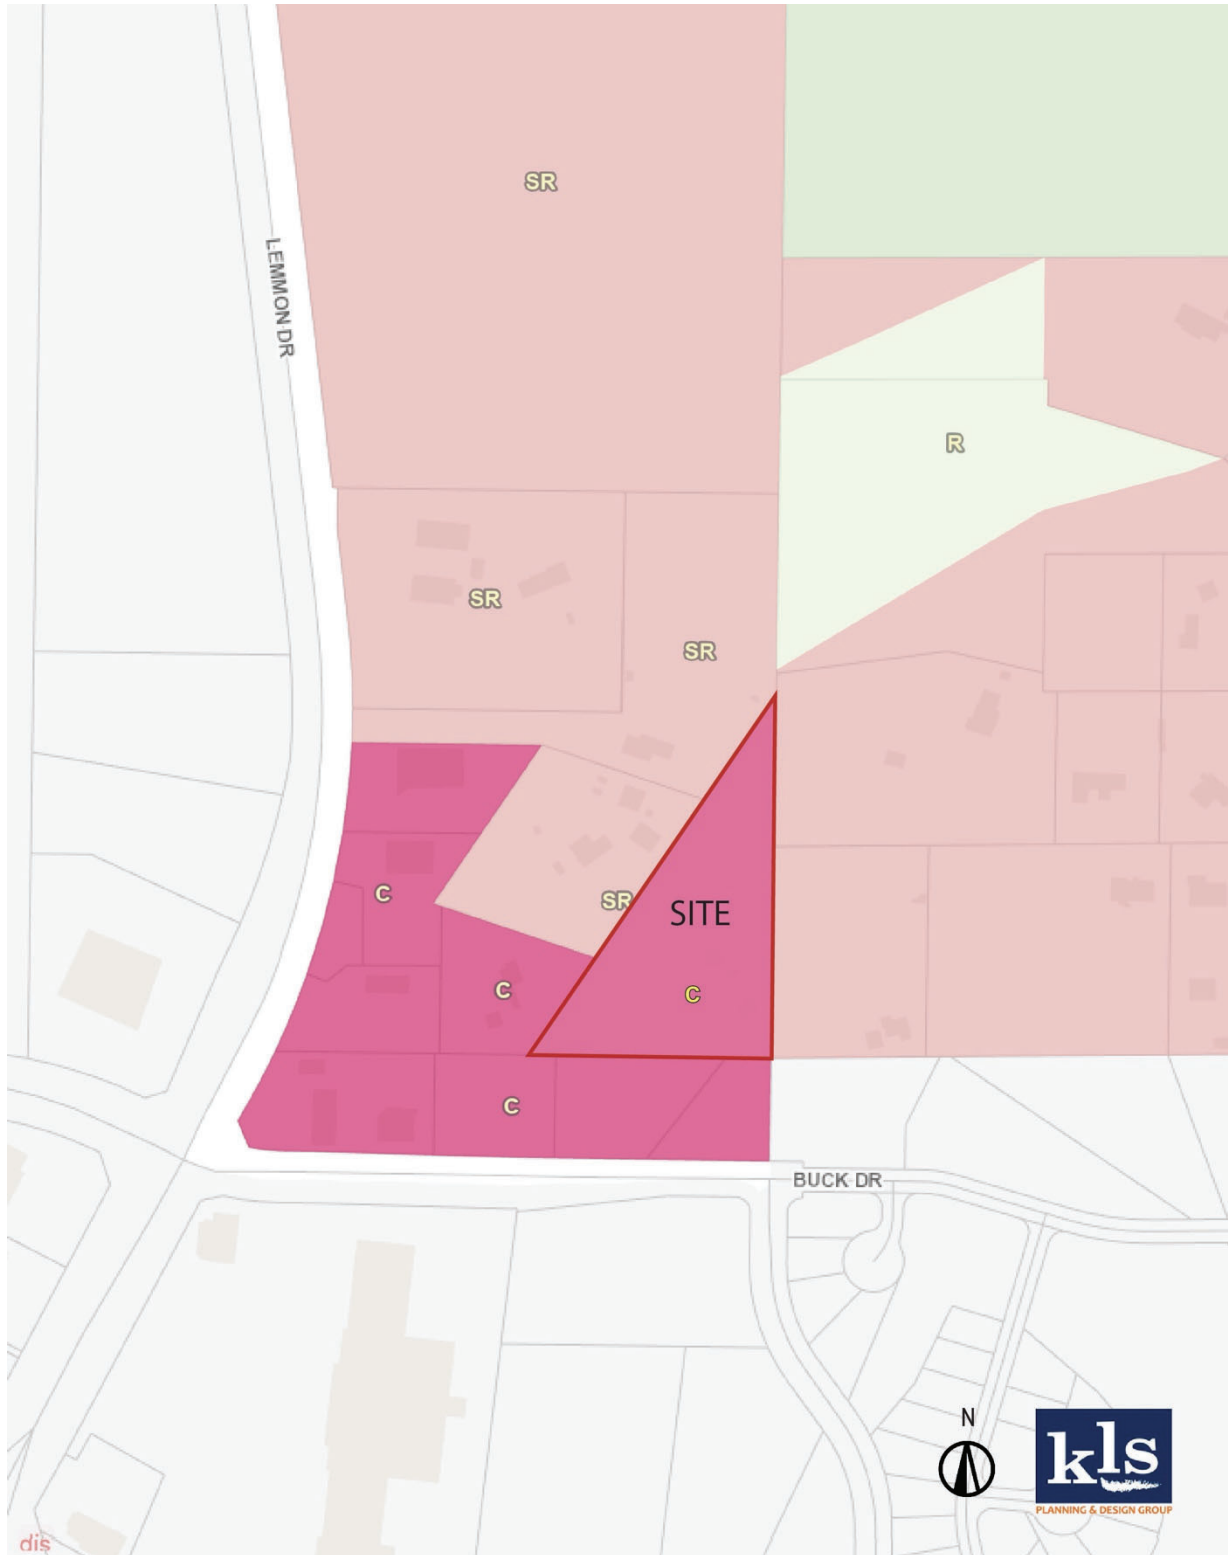 SR
LEMMON DR
R
SR
SR
C
SR
SITE
C
C
C
BUCK DR
N
kls
PLANNING & DESIGN GROUP
dis